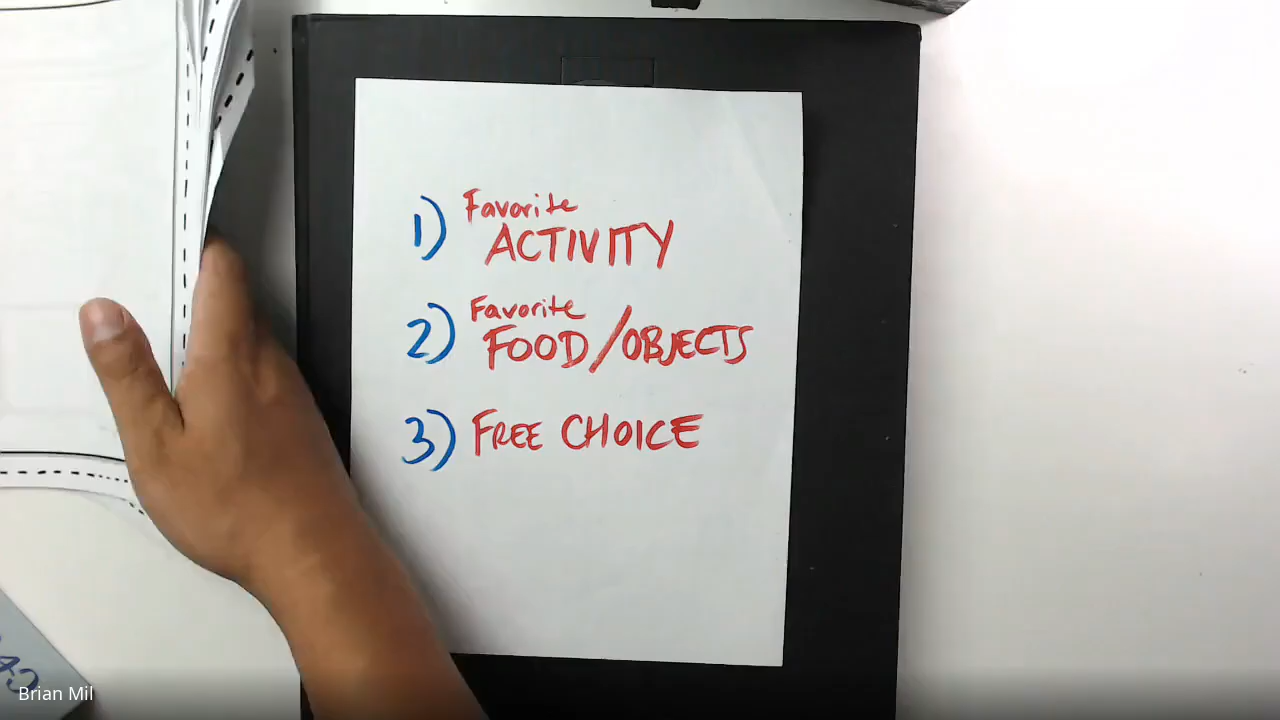 1) Favorite
ACTIVITY
2) Favorite
FOOD/OBJECTS
3) FREE CHOICE
Brian Mil